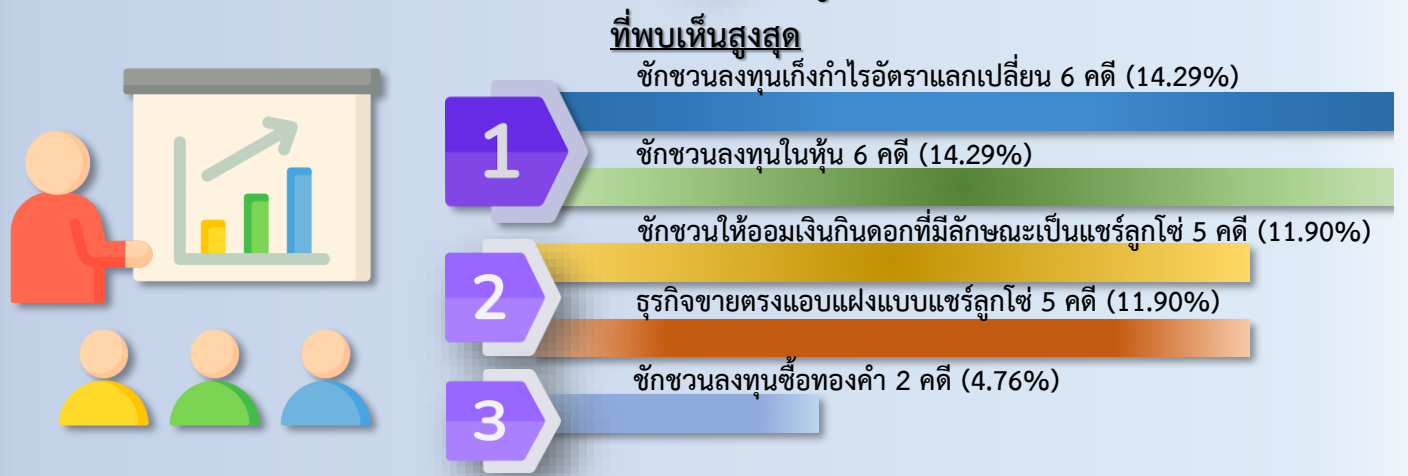 ที่พบเห็นสูงสุด
ชักชวนลงทุนเก็งกำไรอัตราแลกเปลี่ยน 6 คดี (14.29%)
1
ชักชวนลงทุนในหุ้น 6 คดี (14.29%)
ชักชวนให้ออมเงินกินดอกที่มีลักษณะเป็นแชร์ลูกโซ่ 5 คดี (11.90%)
2
ธุรกิจขายตรงแอบแฝงแบบแชร์ลูกโซ่ 5 คดี (11.90%)
ชักชวนลงทุนซื้อทองคำ 2 คดี (4.76%)
3